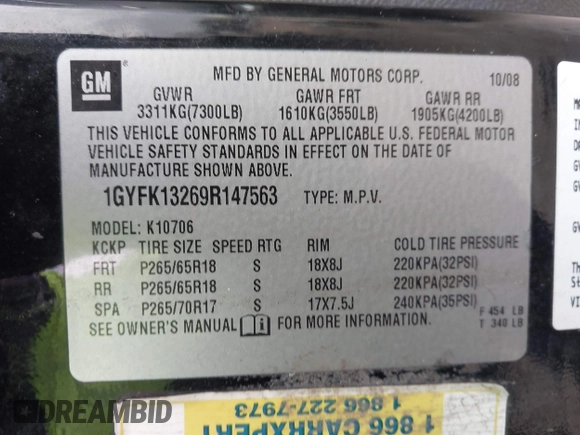 GM
MFD BY GENERAL MOTORS CORP. 10/08
GVWR GAWR FRT GAWR RR
3311KG(7300LB) 1610KG(3550LB) 1905KG(4200LB)
THIS VEHICLE CONFORMS TO ALL APPLICABLE U.S. FEDERAL MOTOR
VEHICLE SAFETY STANDARDS IN EFFECT ON THE DATE OF
MANUFACTURE SHOWN ABOVE.
1GYFK13269R147563 TYPE: M.P.V.
MODEL: K10706
KCKP TIRE SIZE SPEED RTG RIM COLD TIRE PRESSURE
FRT P265/65R18 S 18X8J 220KPA(32PSI)
RR P265/65R18 S 18X8J 220KPA(32PSI)
SPA P265/70R17 S 17X7.5J 240KPA(35PSI)
F 454 LB
T 340 LB
SEE OWNER'S MANUAL FOR MORE INFORMATION.
1 866 CARHXPERT
1 866 227-7973
DREAMBID